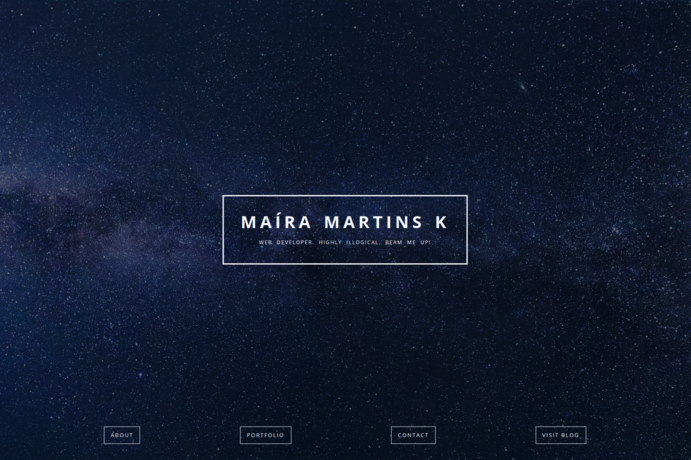 MAÍRA MARTINS K
WEB DEVELOPER. HIGHLY ILLOGICAL. BEAM ME UP!
ABOUT
PORTFOLIO
CONTACT
VISIT BLOG